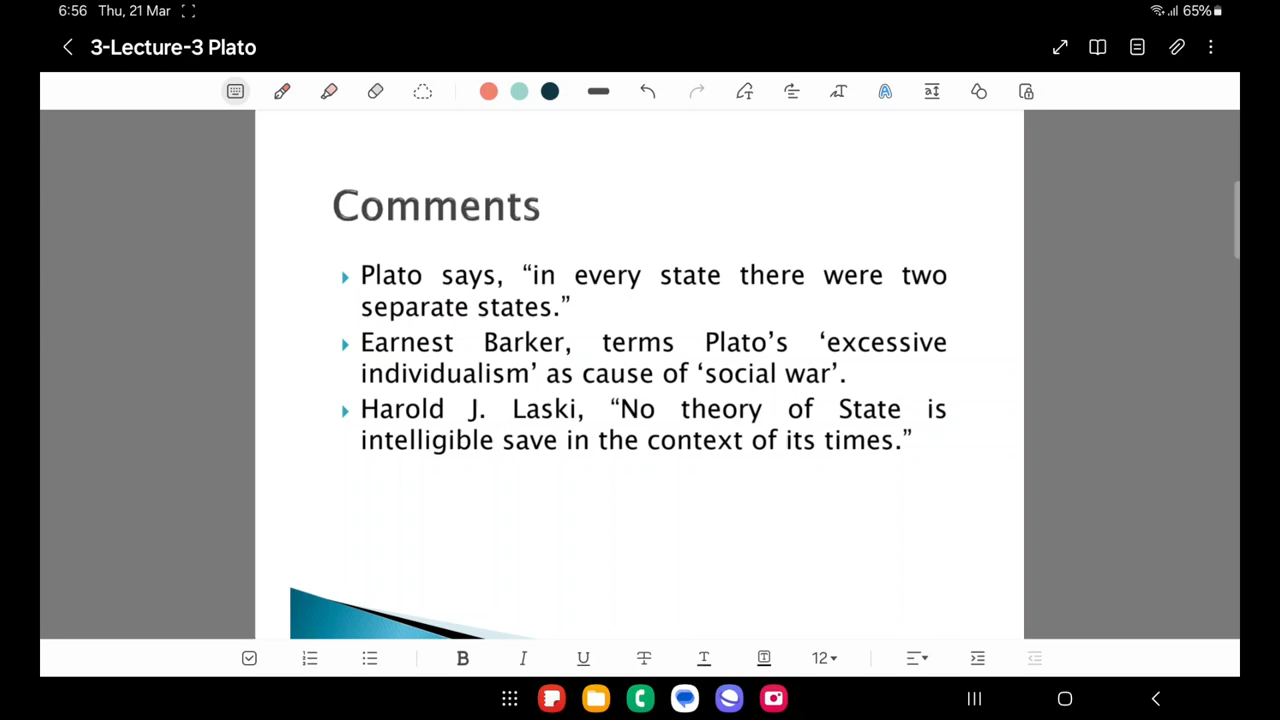 6:56 Thu, 21 Mar 65%
3-Lecture-3 Plato
Comments
Plato says, “in every state there were two
separate states.”
Earnest Barker, terms Plato’s ‘excessive
individualism’ as cause of ‘social war’.
Harold J. Laski, “No theory of State is
intelligible save in the context of its times.”
B I U T T T 12